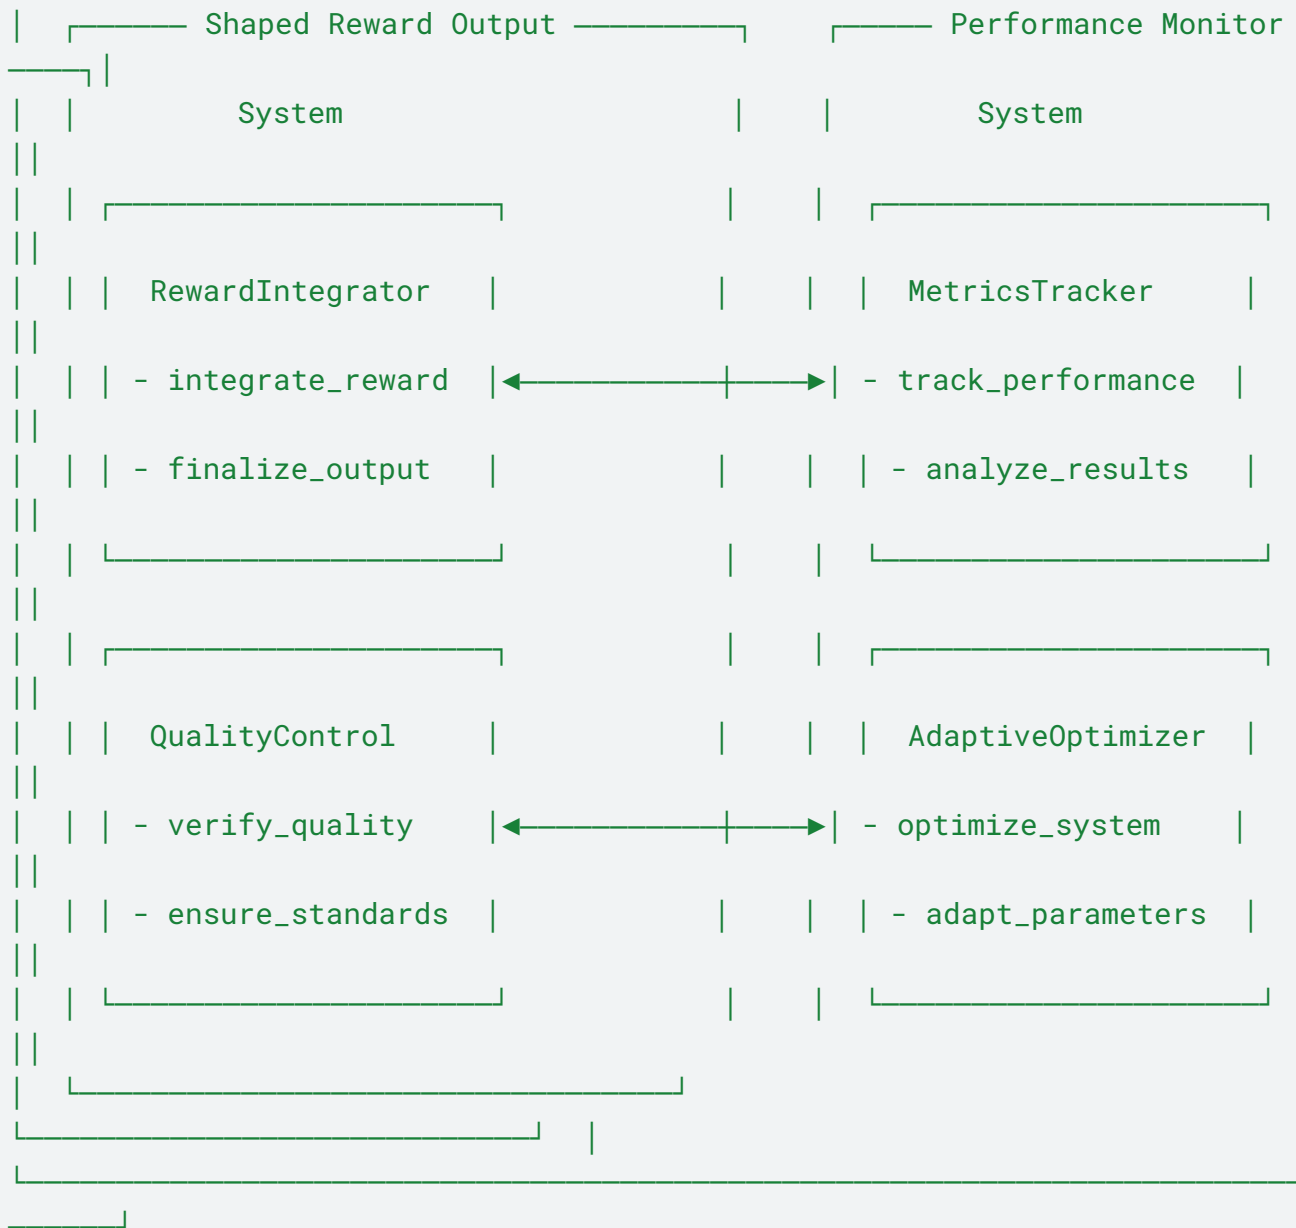 │  ┌────── Shaped Reward Output ─────────┐    ┌───── Performance Monitor
────┐│
│  │         System                      │    │        System
││
│  │ ┌─────────────────────┐            │    │  ┌─────────────────────┐
││
│  │ │  RewardIntegrator   │            │    │  │  MetricsTracker     │
││
│  │ │ - integrate_reward  │◄───────────┼────►│ - track_performance  │
││
│  │ │ - finalize_output   │            │    │  │ - analyze_results   │
││
│  │ └─────────────────────┘            │    │  └─────────────────────┘
││
│  │ ┌─────────────────────┐            │    │  ┌─────────────────────┐
││
│  │ │  QualityControl     │            │    │  │  AdaptiveOptimizer  │
││
│  │ │ - verify_quality    │◄───────────┼────►│ - optimize_system    │
││
│  │ │ - ensure_standards  │            │    │  │ - adapt_parameters  │
││
│  │ └─────────────────────┘            │    │  └─────────────────────┘
││
│  └─────────────────────────────────┘
└────────────────────────────┘  │
└──────────────────────────────────────────────────────────────────────
──────┘